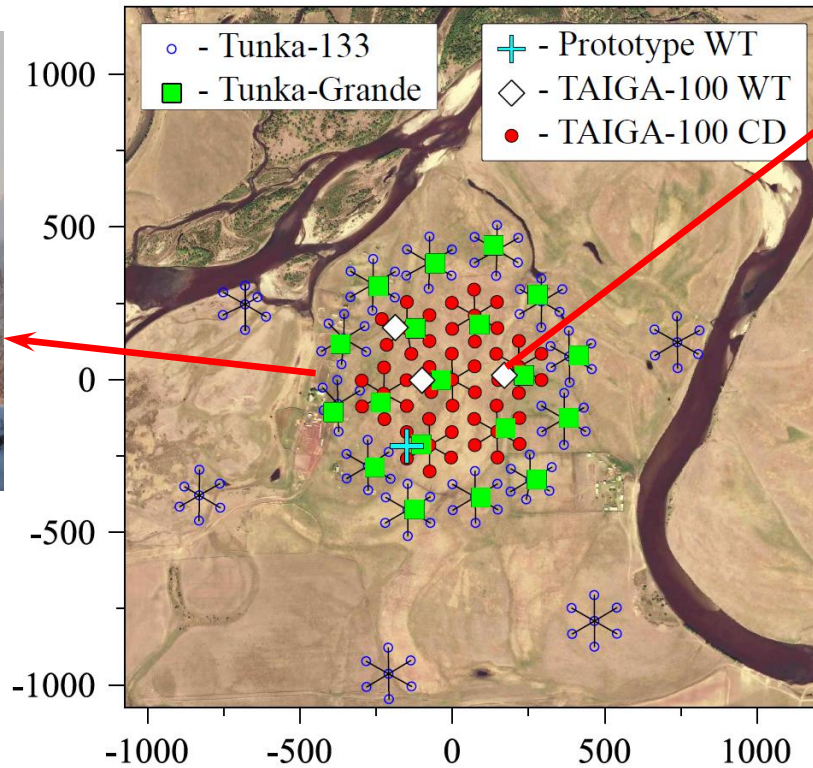 1000
500
0
-500
-1000
- Tunka-133
- Tunka-Grande
- Prototype WT
- TAIGA-100 WT
- TAIGA-100 CD
-1000 -500 0 500 1000